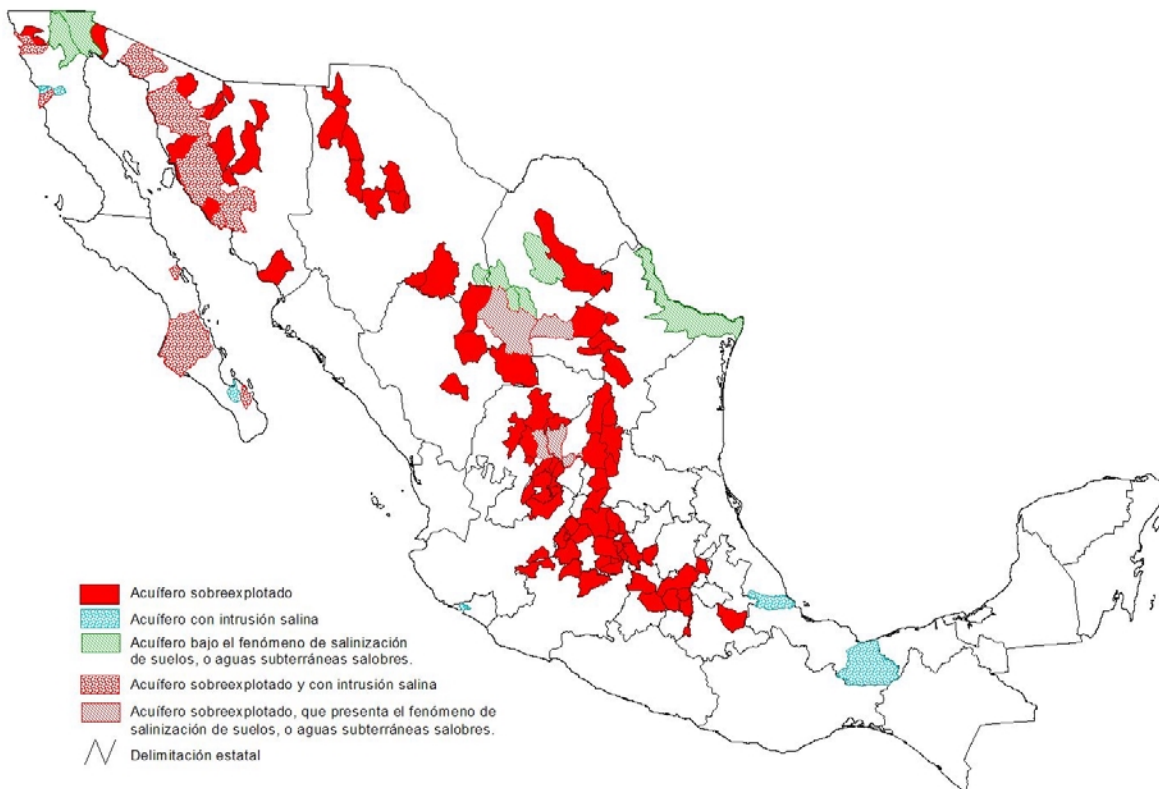 Acuífero sobreexplotado
Acuífero con intrusión salina
Acuífero bajo el fenómeno de salinización
de suelos, o aguas subterráneas salobres.
Acuífero sobreexplotado y con intrusión salina
Acuífero sobreexplotado, que presenta el fenómeno de
salinización de suelos, o aguas subterráneas salobres.
Delimitación estatal